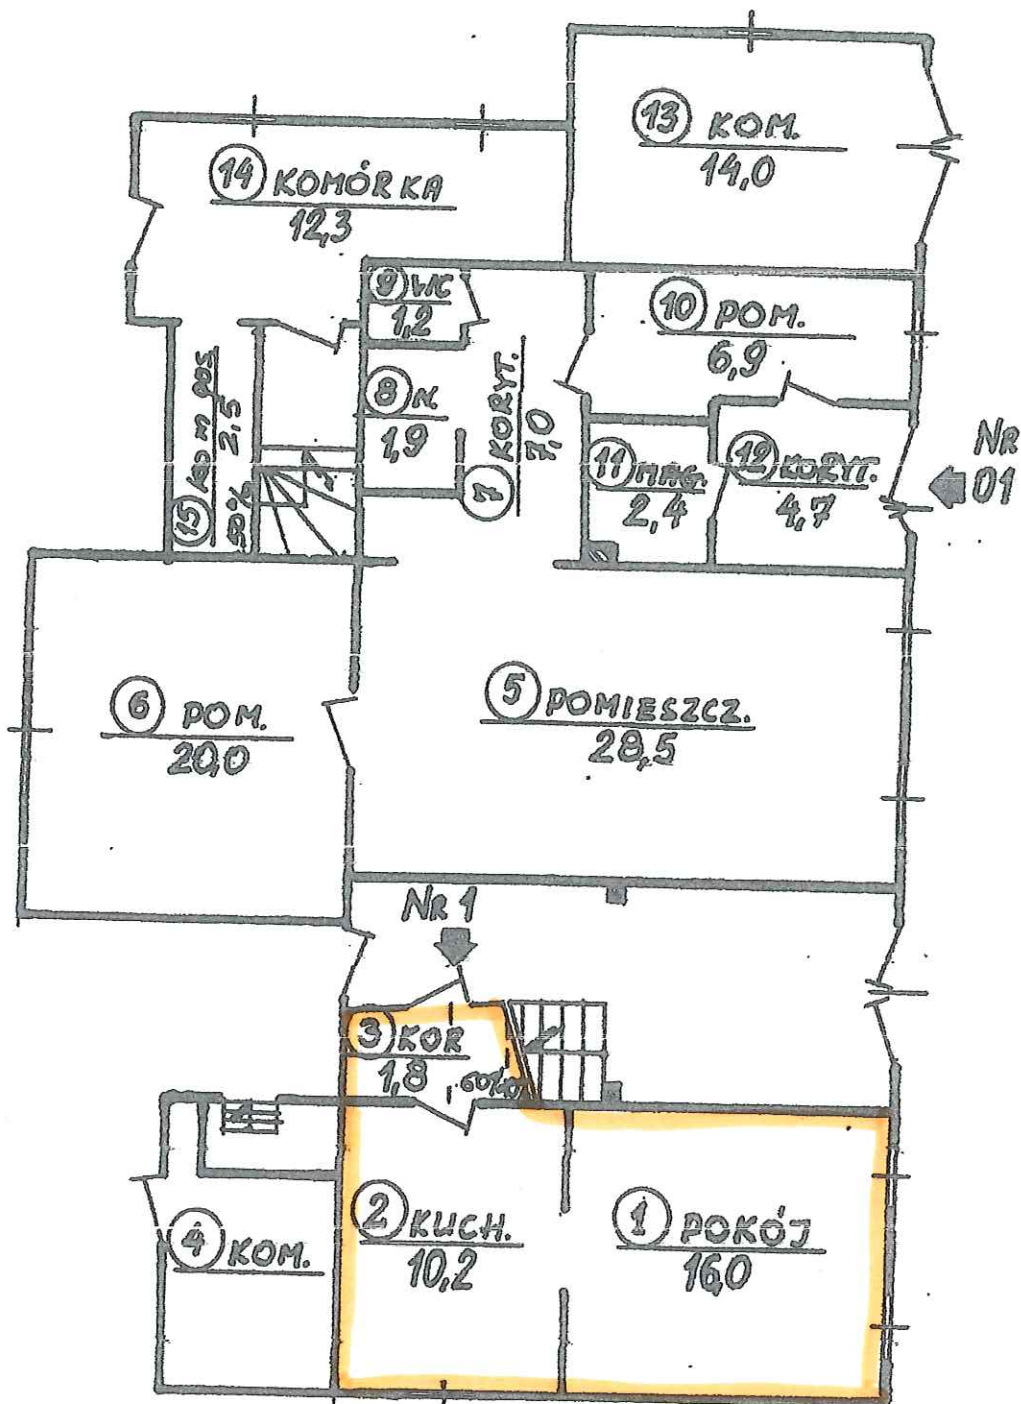 13 KOM.
14,0
14 KOMÓRKA
12,3
9 WC
1,2
10 POM.
6,9
8 N.
1,9
7 KORYT.
7,0
15
2,5
50%
11 MAG.
2,4
12 KORYT.
4,7
NR
01
6 POM.
20,0
5 POMIESZCZ.
28,5
NR 1
3 KOR
1,8
2 KUCH.
10,2
1 POKÓJ
16,0
4 KOM.